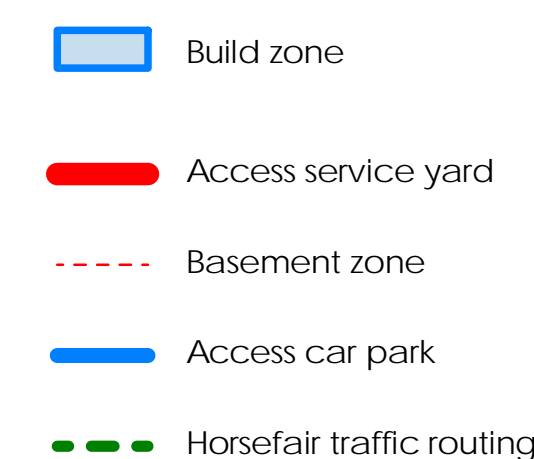 Build zone
Access service yard
Basement zone
Access car park
Horsefair traffic routing